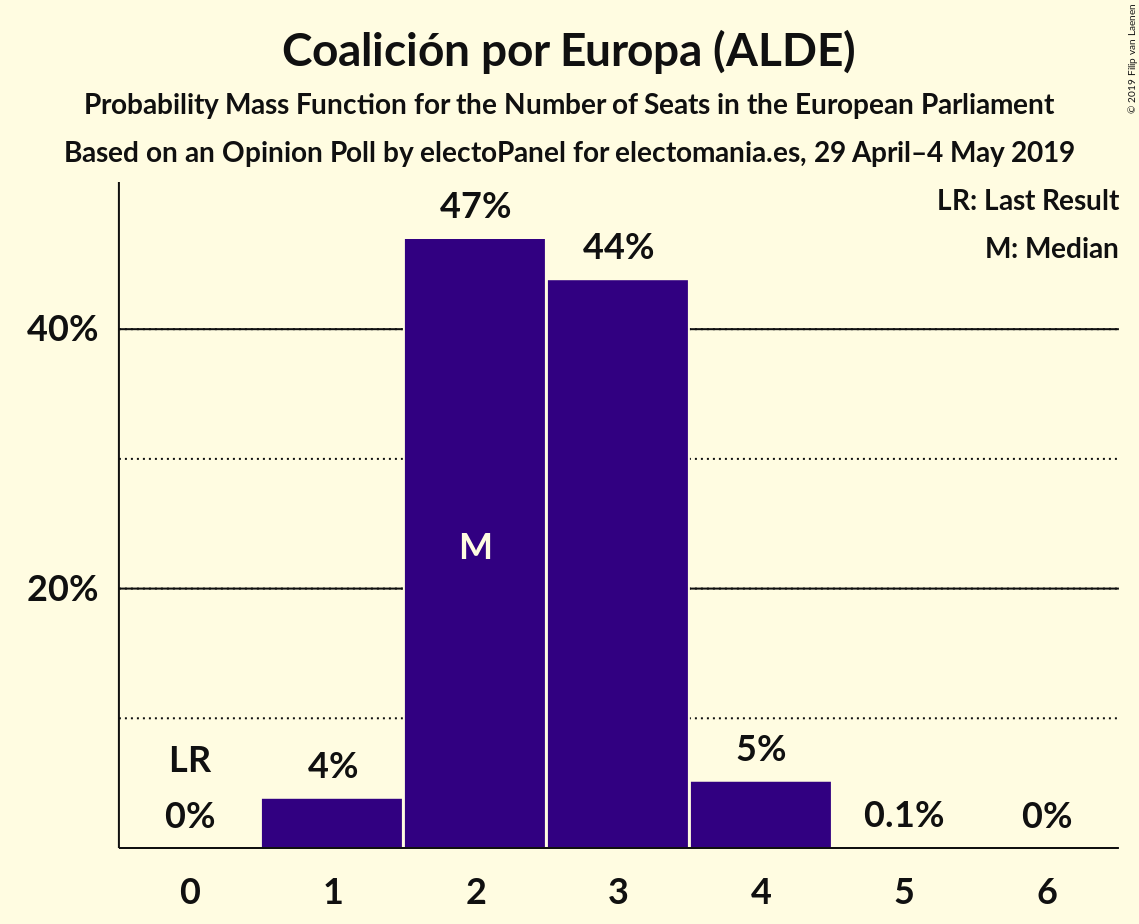 Coalición por Europa (ALDE)
Probability Mass Function for the Number of Seats in the European Parliament
Based on an Opinion Poll by electoPanel for electomania.es, 29 April–4 May 2019
© 2019 Filip van Laenen
LR: Last Result
M: Median
47%
44%
40%
M
20%
LR
0%
4%
5%
0.1%
0%
0 1 2 3 4 5 6